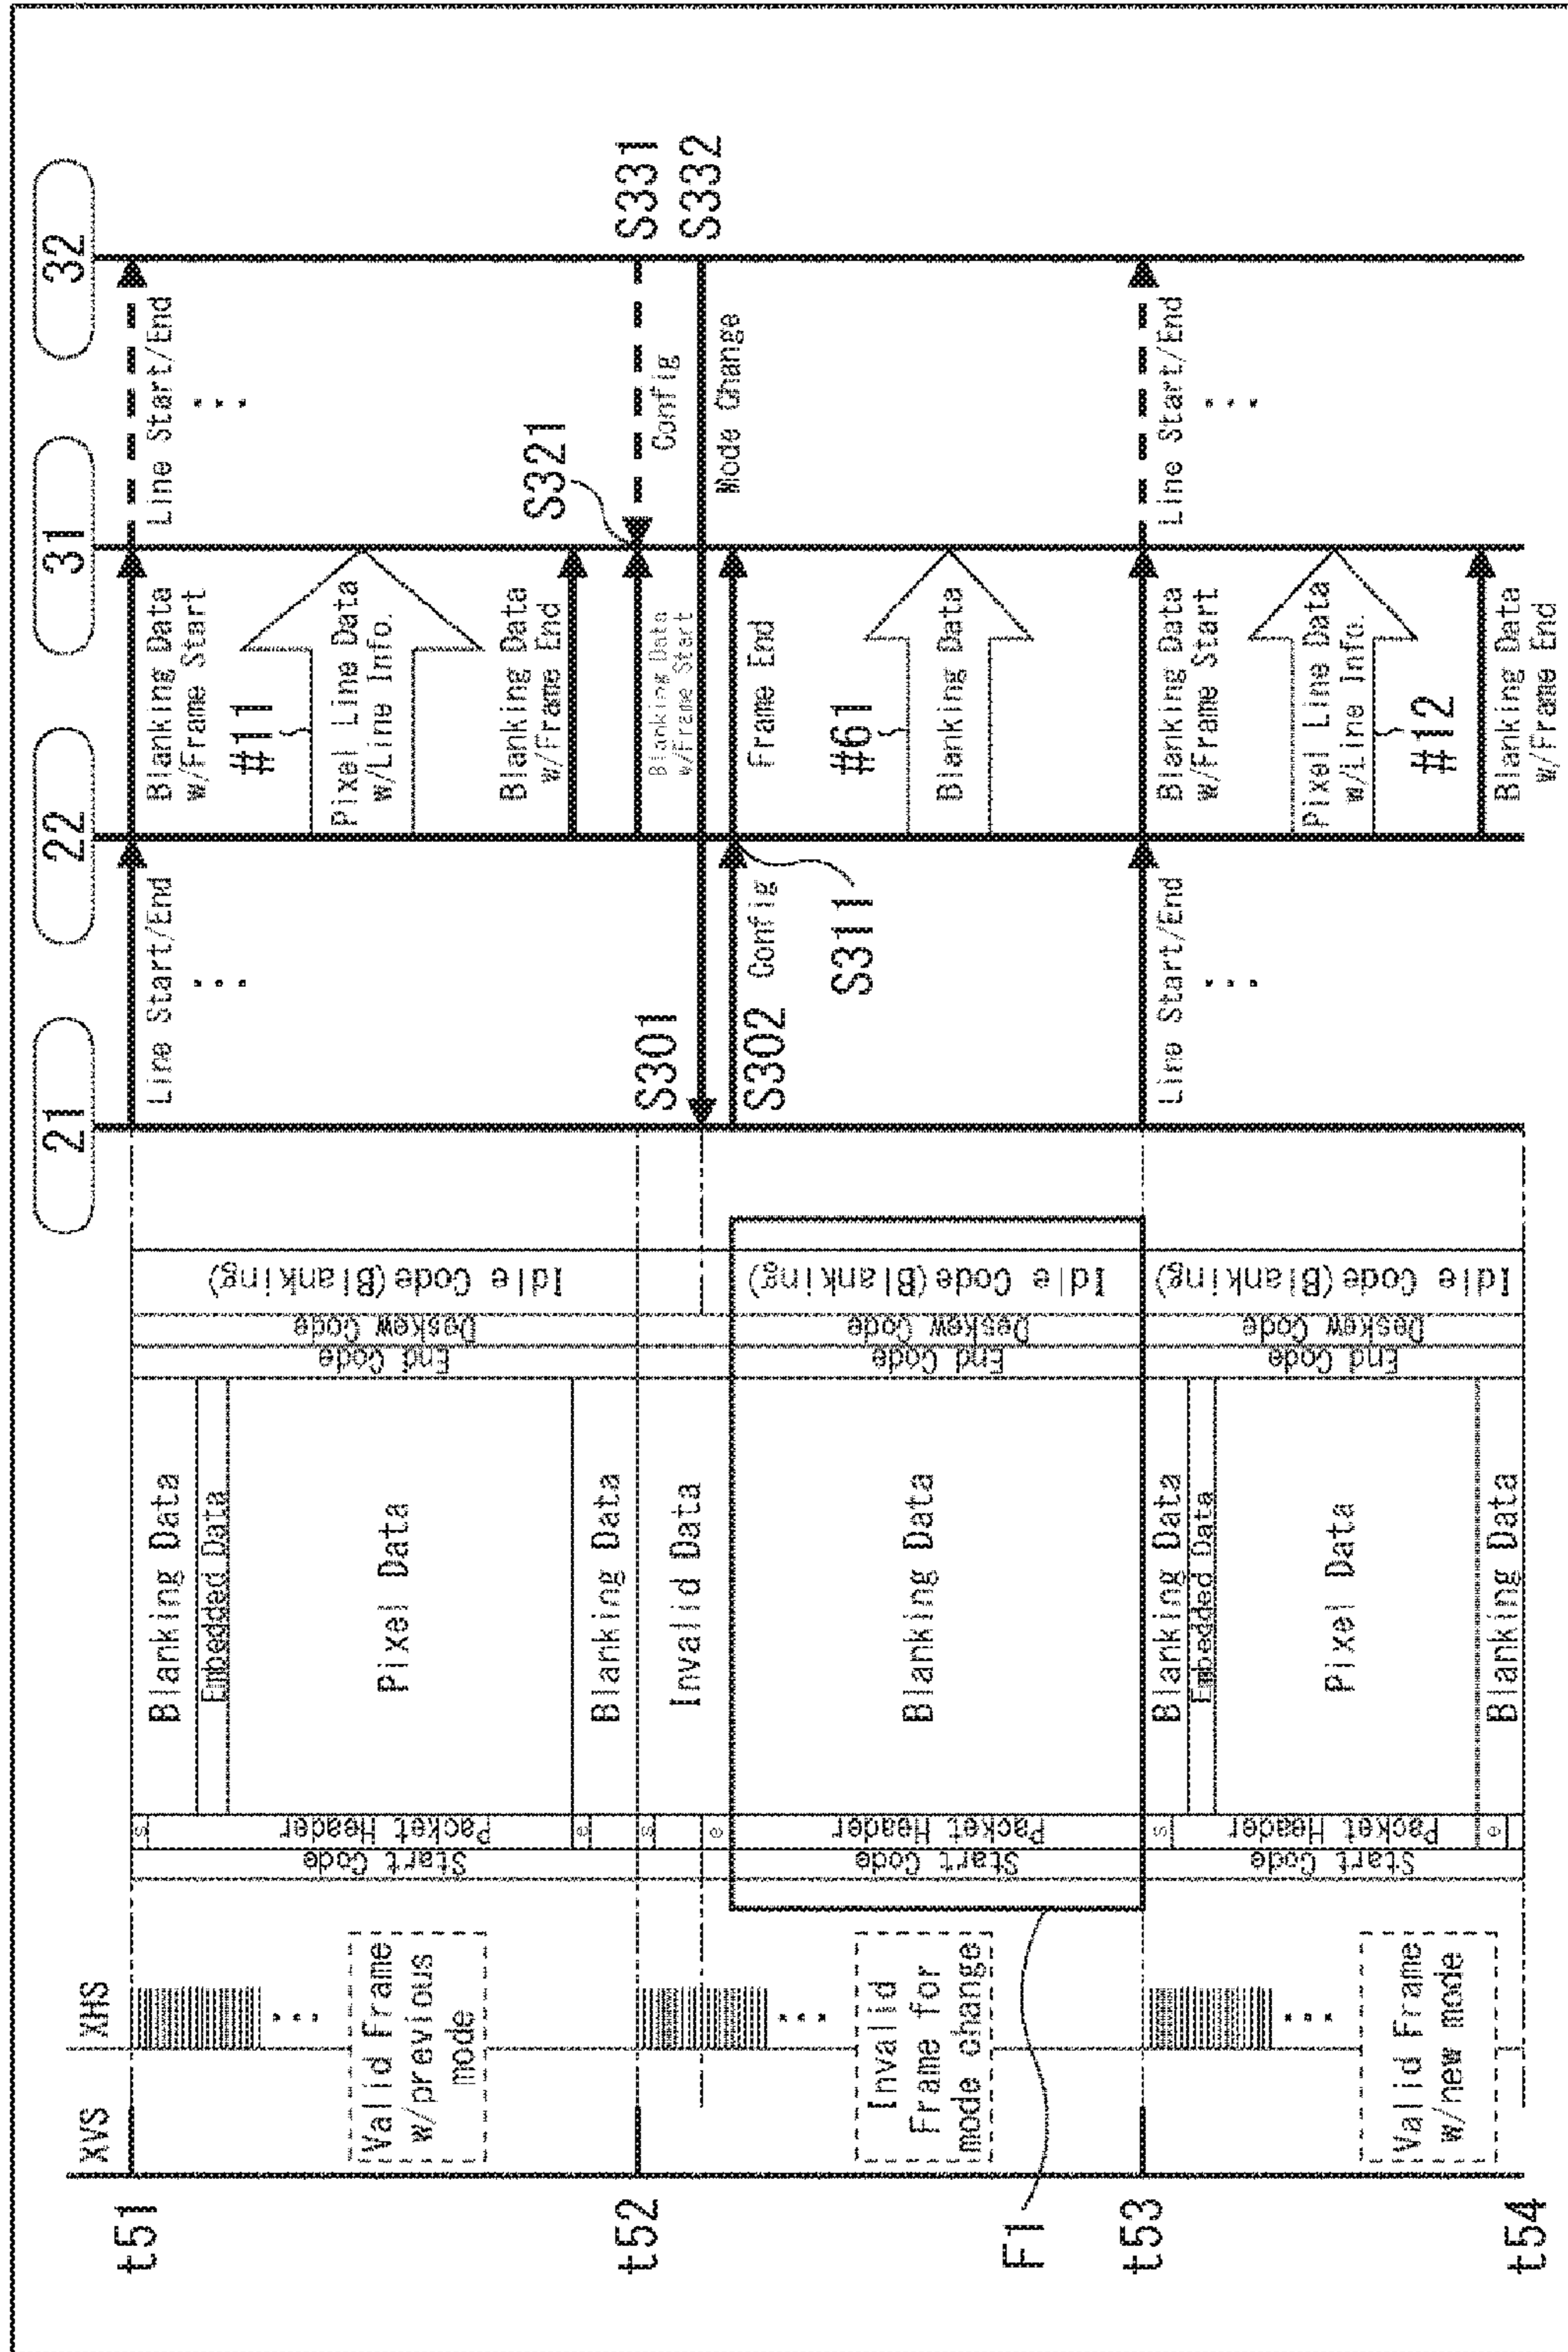 XVS
XHS
21
22
31
32
t51
t52
t53
t54
Valid Frame
w/previous
mode
Invalid
Frame for
mode change
Valid Frame
w/new mode
F1
s
e
s
e
s
e
Start Code
Packet Header
Start Code
Packet Header
Start Code
Packet Header
Blanking Data
Embedded Data
Pixel Data
Blanking Data
Invalid Data
Blanking Data
Blanking Data
Embedded Data
Pixel Data
Blanking Data
End Code
Deskew Code
Idle Code(Blanking)
End Code
Deskew Code
Idle Code(Blanking)
End Code
Deskew Code
Idle Code(Blanking)
Line Start/End
...
S301
S302
Config
S311
Line Start/End
...
Blanking Data
w/Frame Start
#11
Pixel Line Data
w/Line Info.
Blanking Data
w/Frame End
Blanking Data
w/Frame Start
Frame End
#61
Blanking Data
Blanking Data
w/Frame Start
Pixel Line Data
w/Line Info.
#12
Blanking Data
w/Frame End
Line Start/End
...
S321
Config
Mode Change
S331
S332
Line Start/End
...